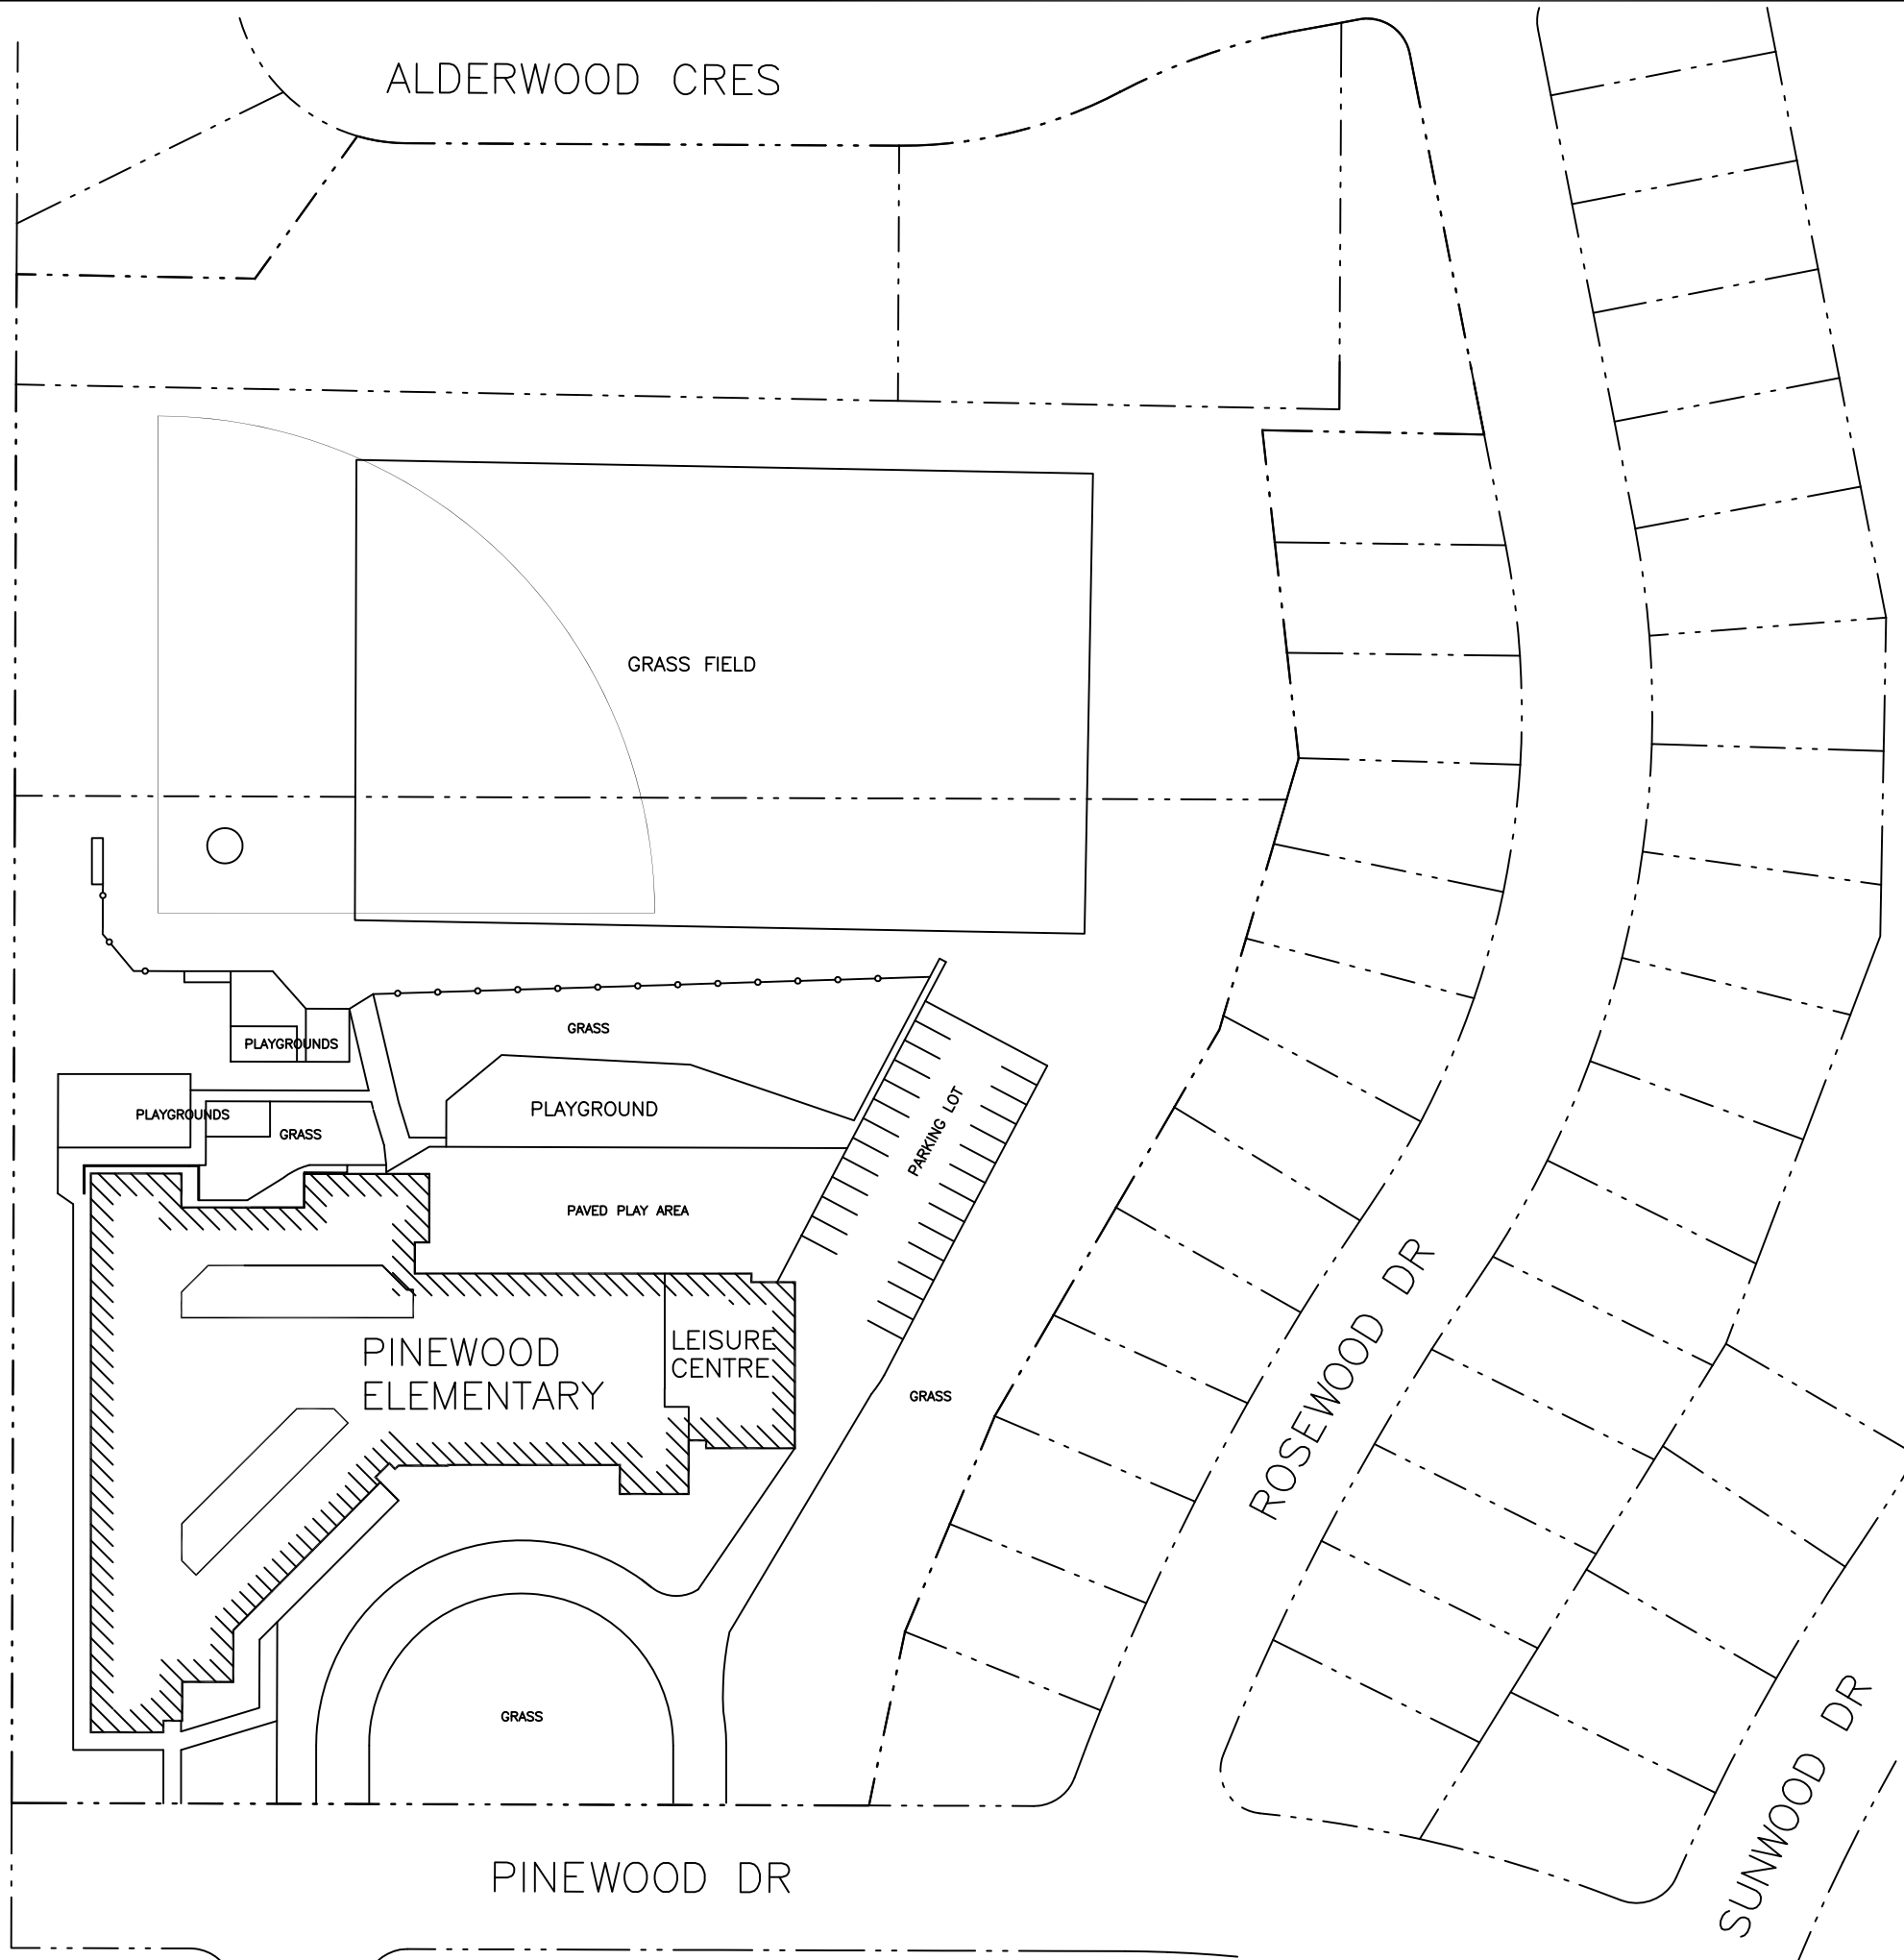 ALDERWOOD CRES
GRASS FIELD
GRASS
PLAYGROUNDS
PLAYGROUND
PARKING LOT
PLAYGROUNDS
GRASS
PAVED PLAY AREA
PINEWOOD
ELEMENTARY
LEISURE
CENTRE
GRASS
ROSEWOOD DR
GRASS
SUNWOOD DR
PINEWOOD DR